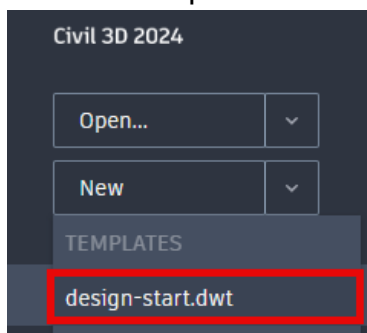 Civil 3D 2024
Open...
New
TEMPLATES
design-start.dwt